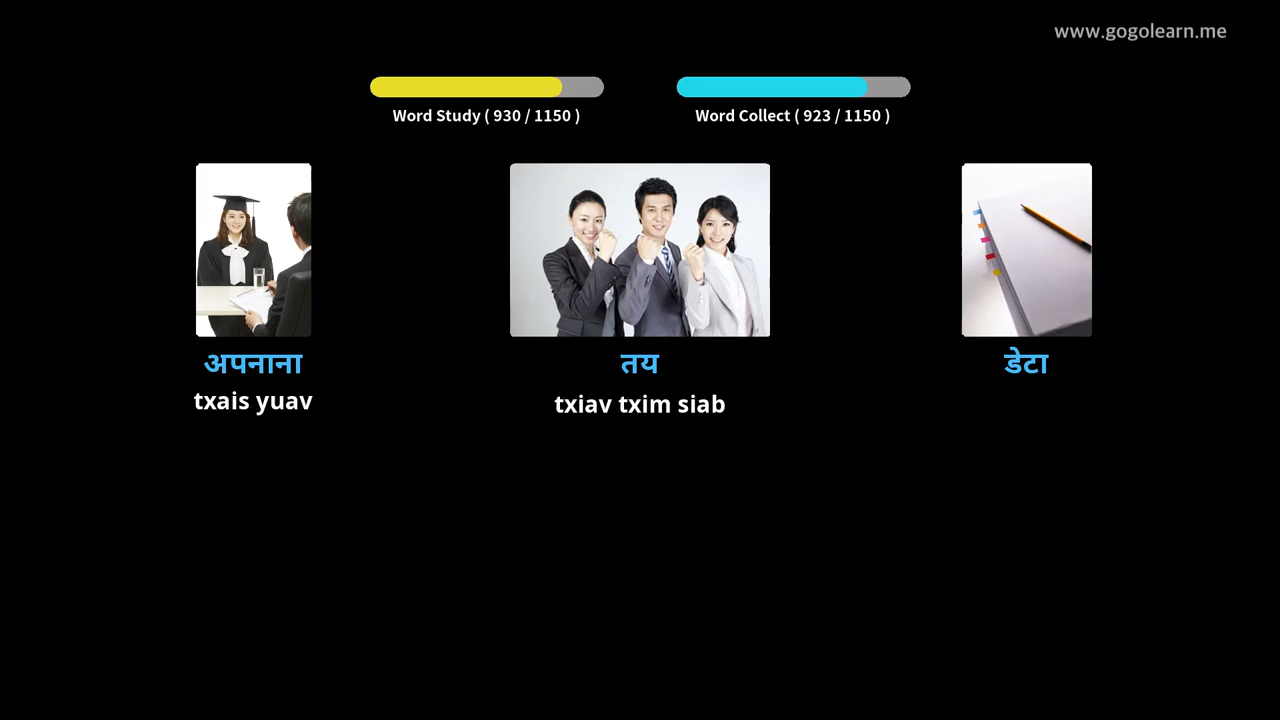 www.gogolearn.me
Word Study ( 930 / 1150 )
Word Collect ( 923 / 1150 )
अपनाना
तय
डेटा
txais yuav
txiav txim siab